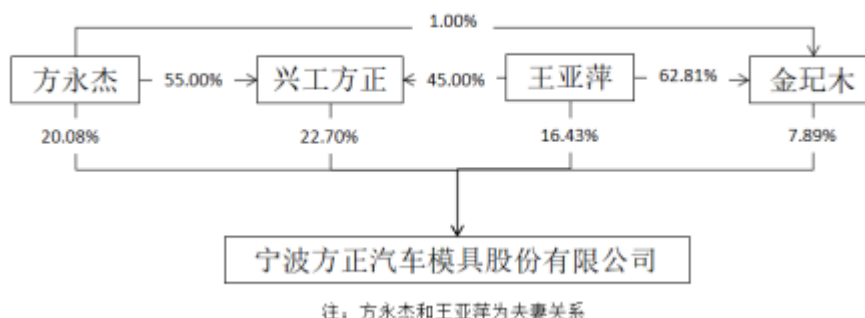 1.00%
方永杰 55.00% 兴工方正 45.00% 王亚萍 62.81% 金玘木
20.08% 22.70% 16.43% 7.89%
宁波方正汽车模具股份有限公司
注：方永杰和王亚萍为夫妻关系